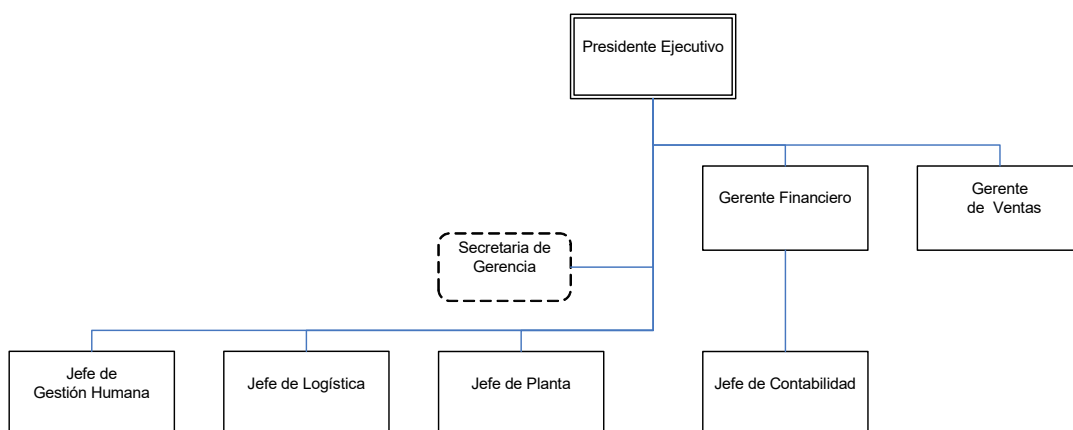 Presidente Ejecutivo
Gerente Financiero
Gerente
de Ventas
Secretaria de
Gerencia
Jefe de
Gestión Humana
Jefe de Logística
Jefe de Planta
Jefe de Contabilidad